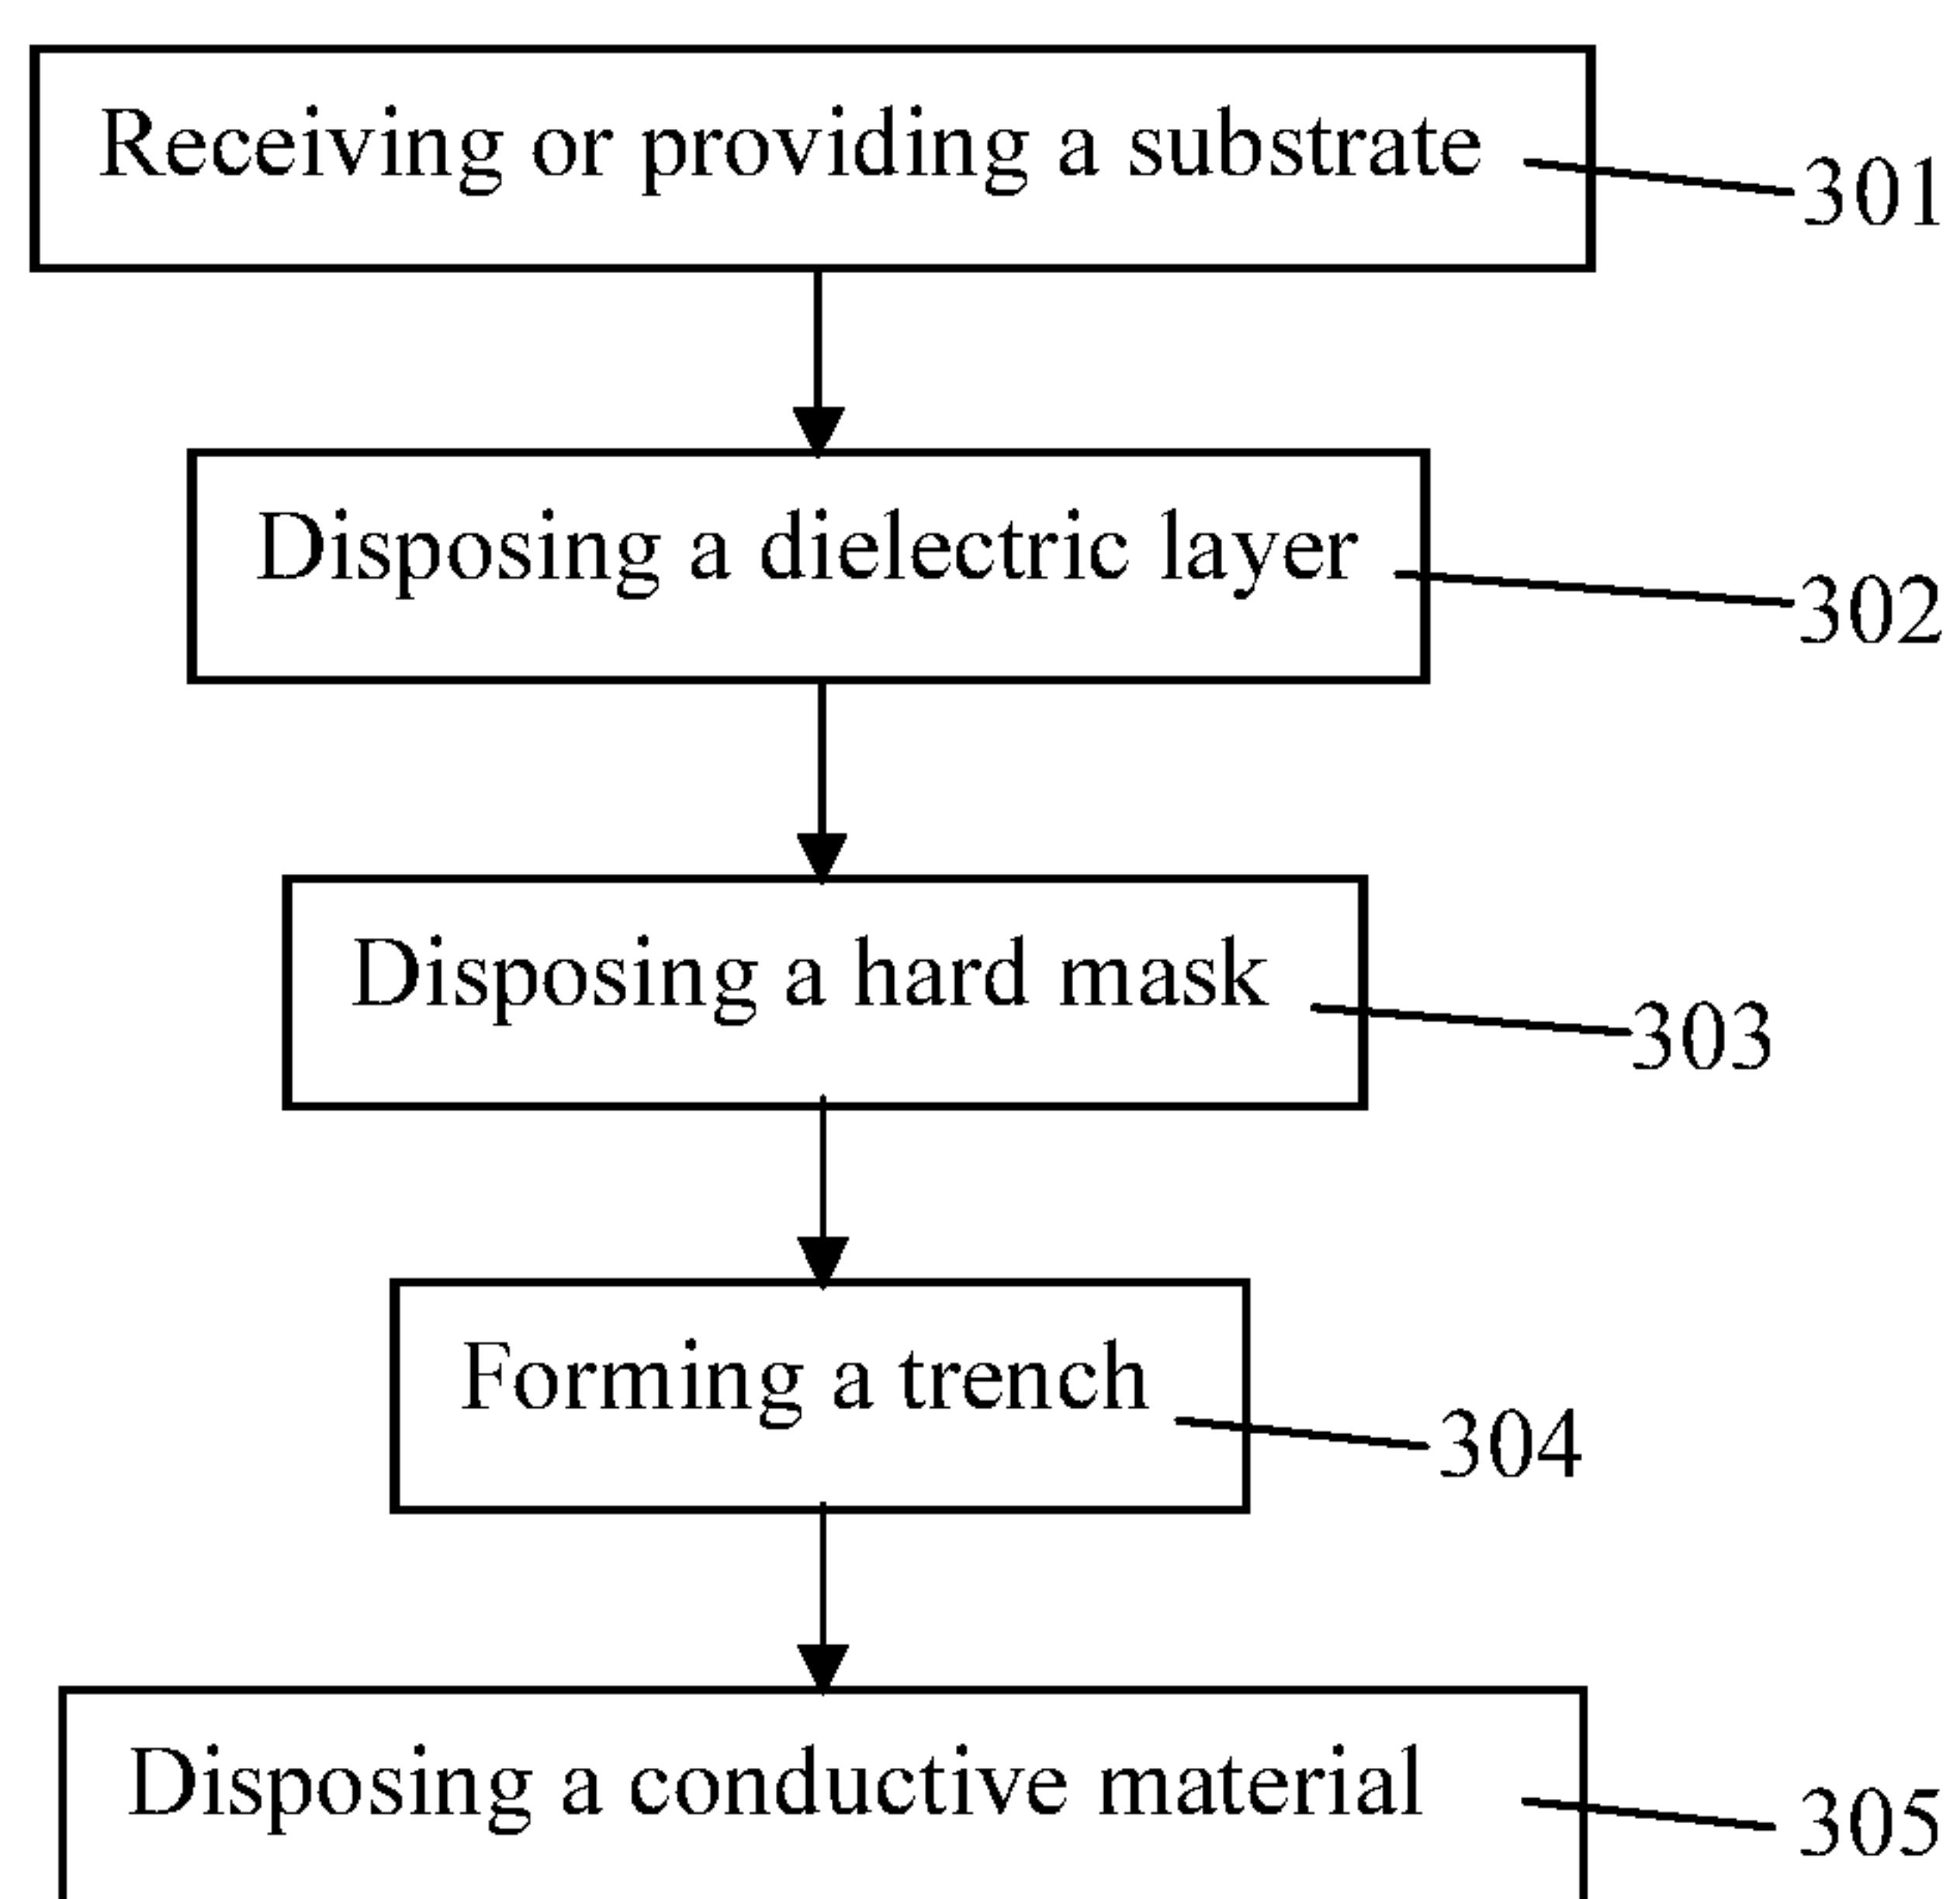 Receiving or providing a substrate
301
Disposing a dielectric layer
302
Disposing a hard mask
303
Forming a trench
304
Disposing a conductive material
305